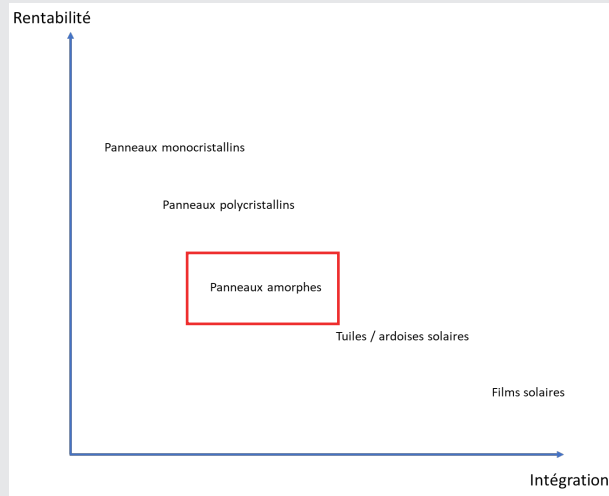 Rentabilité
Panneaux monocristallins
Panneaux polycristallins
Panneaux amorphes
Tuiles / ardoises solaires
Films solaires
Intégration